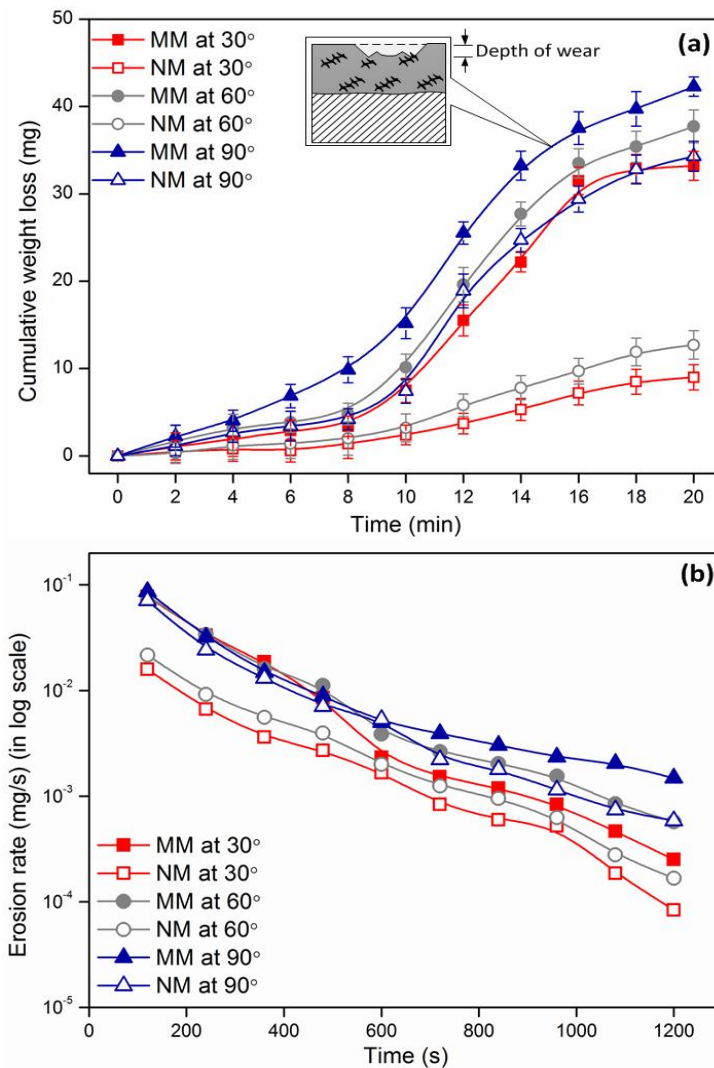 (a)
MM at 30°
NM at 30°
MM at 60°
NM at 60°
MM at 90°
NM at 90°
Depth of wear
Cumulative weight loss (mg)
50
40
30
20
10
0
0 2 4 6 8 10 12 14 16 18 20
Time (min)
(b)
Erosion rate (mg/s) (in log scale)
10⁻¹
10⁻²
10⁻³
10⁻⁴
10⁻⁵
MM at 30°
NM at 30°
MM at 60°
NM at 60°
MM at 90°
NM at 90°
0 200 400 600 800 1000 1200
Time (s)